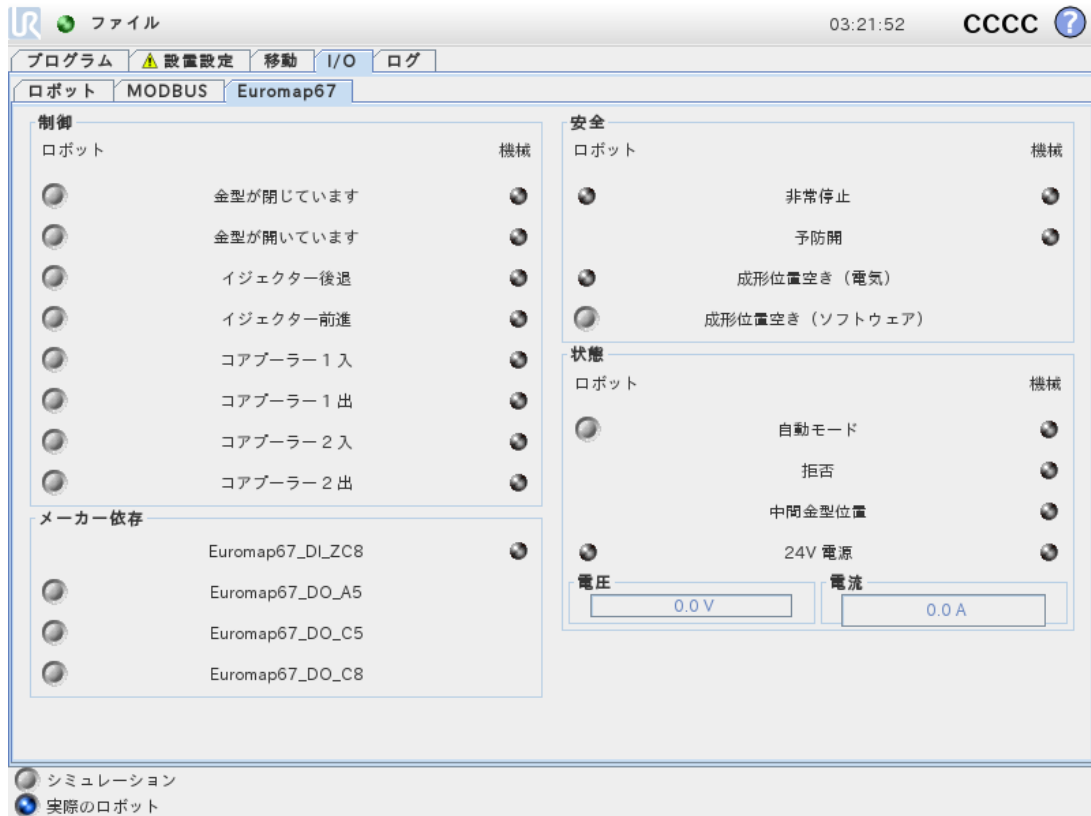 UR ファイル 03:21:52 CCCC ?
プログラム 設置設定 移動 I/O ログ
ロボット MODBUS Euromap67
制御
ロボット 機械
金型が閉じています
金型が開いています
イジェクター後退
イジェクター前進
コアプーラー1入
コアプーラー1出
コアプーラー2入
コアプーラー2出
メーカー依存
Euromap67_DI_ZC8
Euromap67_DO_A5
Euromap67_DO_C5
Euromap67_DO_C8
安全
ロボット 機械
非常停止
予防開
成形位置空き（電気）
成形位置空き（ソフトウェア）
状態
ロボット 機械
自動モード
拒否
中間金型位置
24V 電源
電圧 電流
0.0 V 0.0 A
シミュレーション
実際のロボット